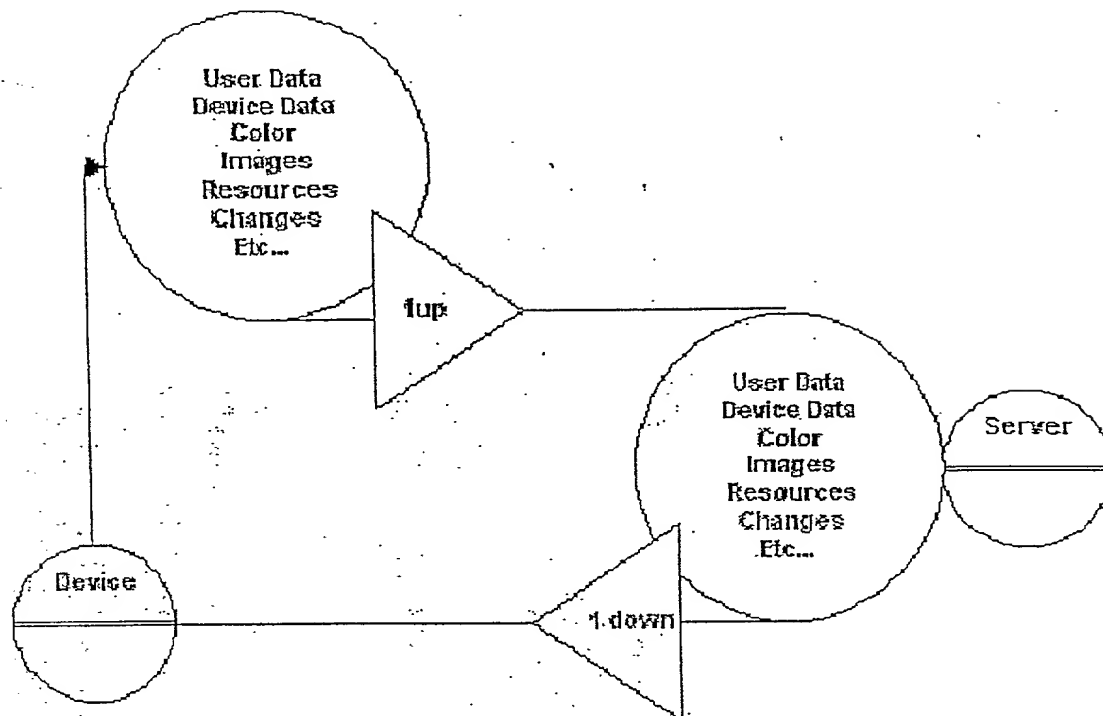 User Data
Device Data
Color
Images
Resources
Changes
Etc...
1up
User Data
Device Data
Color
Images
Resources
Changes
Etc...
Server
Device
1 down